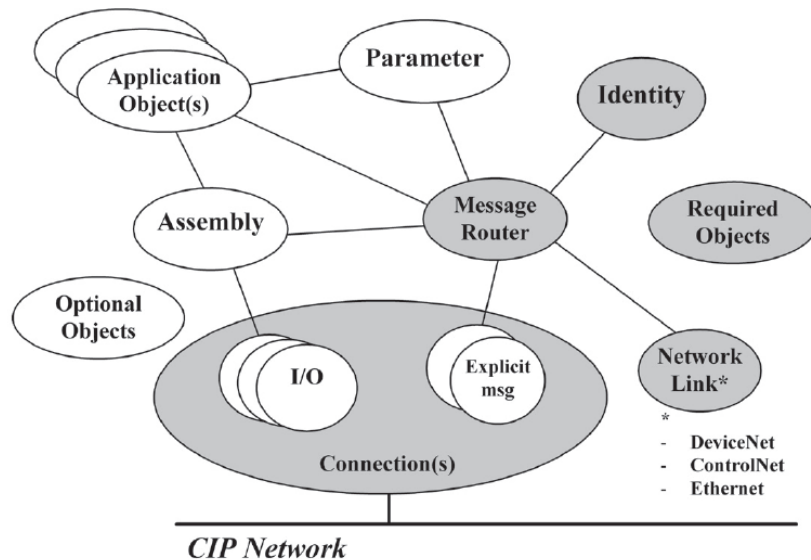 Application
Object(s)
Parameter
Identity
Assembly
Message
Router
Required
Objects
Optional
Objects
I/O
Explicit
msg
Network
Link*
Connection(s)
*
- DeviceNet
- ControlNet
- Ethernet
CIP Network